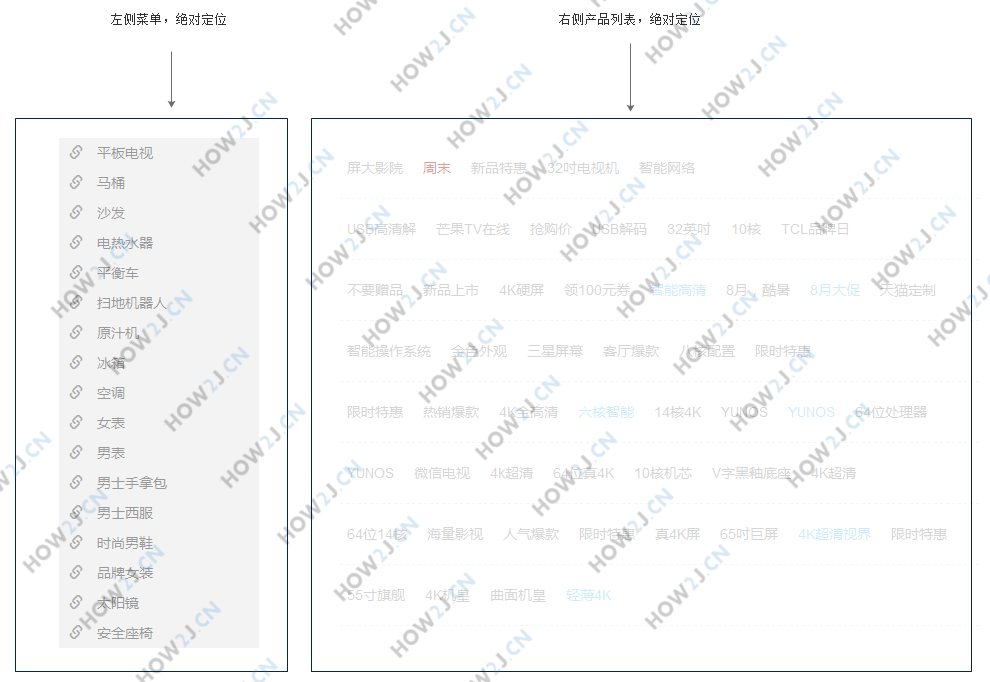 左侧菜单，绝对定位
右侧产品列表，绝对定位
平板电视
马桶
沙发
电热水器
平衡车
扫地机器人
原汁机
冰箱
空调
女表
男表
男士手拿包
男士西服
时尚男鞋
品牌女装
太阳镜
安全座椅
屏大影院 周末 新品特惠 32吋电视机 智能网络
USB高清解 芒果TV在线 抢购价 USB解码 32英吋 10核 TCL品牌日
不要赠品 新品上市 4K硬屏 领100元券 智能高清 8月 酷暑 8月大促 天猫定制
智能操作系统 金色外观 三星屏幕 客厅爆款 八核配置 限时特惠
限时特惠 热销爆款 4K全高清 六核智能 14核4K YUNOS YUNOS 64位处理器
YUNOS 微信电视 4k超清 64位真4K 10核机芯 V字黑釉底座 4K超清
64位14核 海量影视 人气爆款 限时特惠 真4K屏 65吋巨屏 4K超清视界 限时特惠
55寸旗舰 4K机皇 曲面机皇 轻薄4K
HOW2J.CN